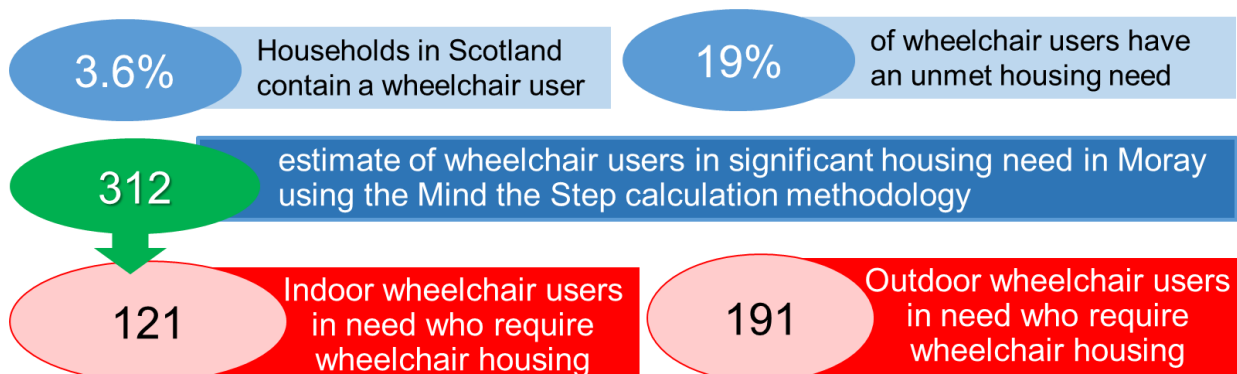 3.6%
Households in Scotland
contain a wheelchair user
19%
of wheelchair users have
an unmet housing need
312
estimate of wheelchair users in significant housing need in Moray
using the Mind the Step calculation methodology
121
Indoor wheelchair users
in need who require
wheelchair housing
191
Outdoor wheelchair users
in need who require
wheelchair housing